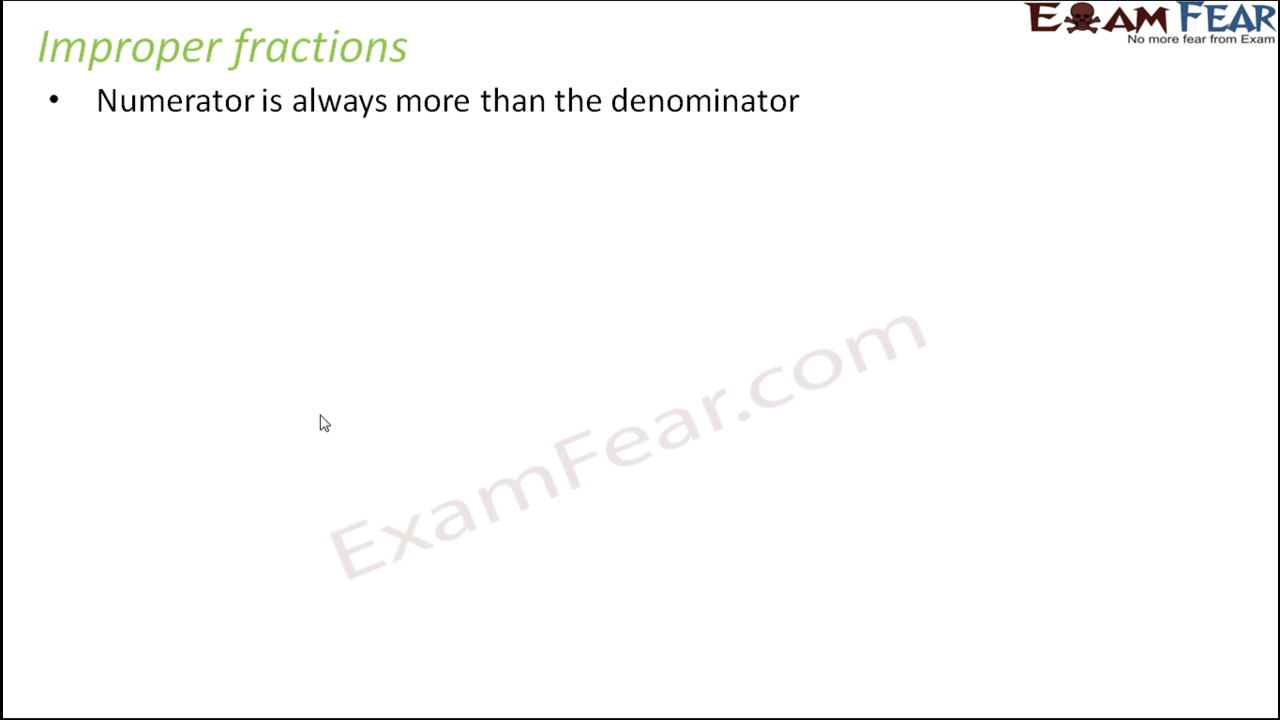 EXAM FEAR
No more fear from Exam
Improper fractions
• Numerator is always more than the denominator
ExamFear.com